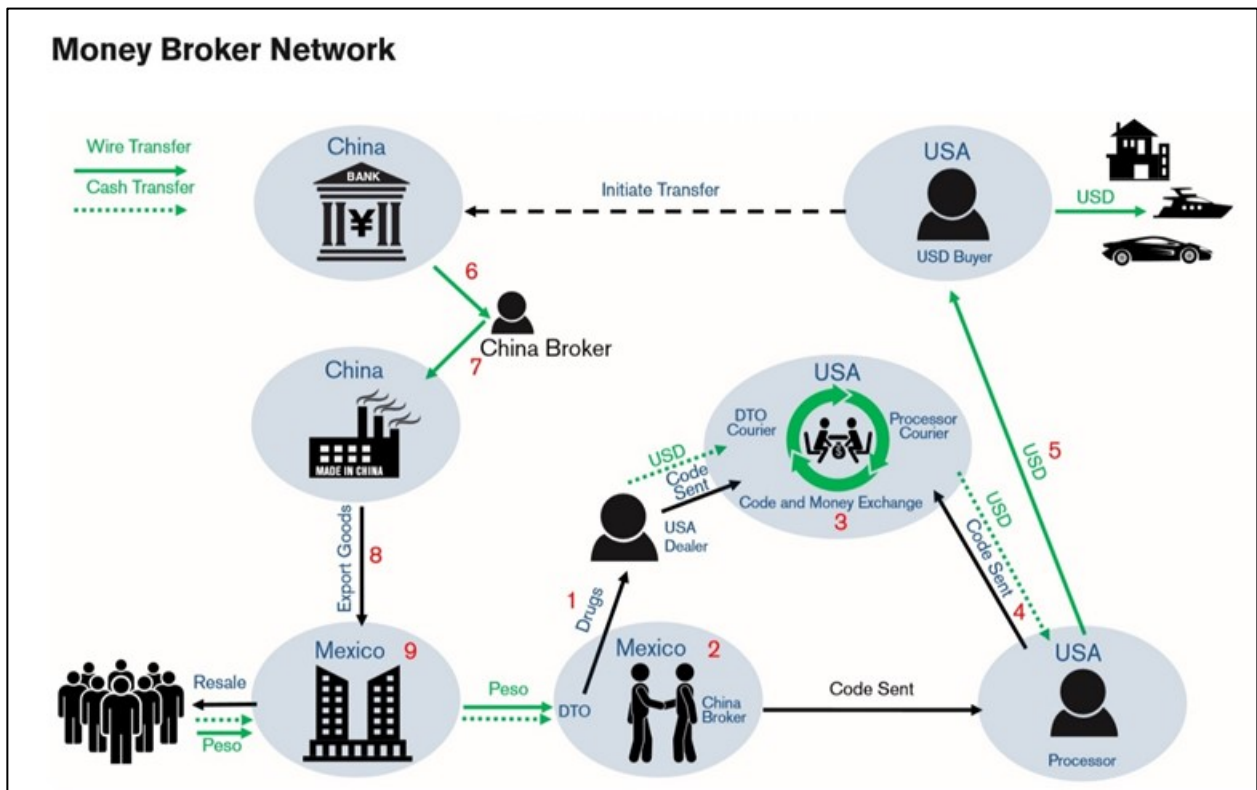 Money Broker Network
Wire Transfer
Cash Transfer
China
BANK
¥
Initiate Transfer
USA
USD Buyer
USD
6
China Broker
7
China
MADE IN CHINA
USA
DTO
Courier
Processor
Courier
$
Code and Money Exchange
3
USD
Code
Sent
USA
Dealer
USD
Code Sent
4
5
USD
Export Goods
8
1
Drugs
Mexico
9
Resale
Peso
Peso
Mexico
2
DTO
China
Broker
Code Sent
USA
Processor